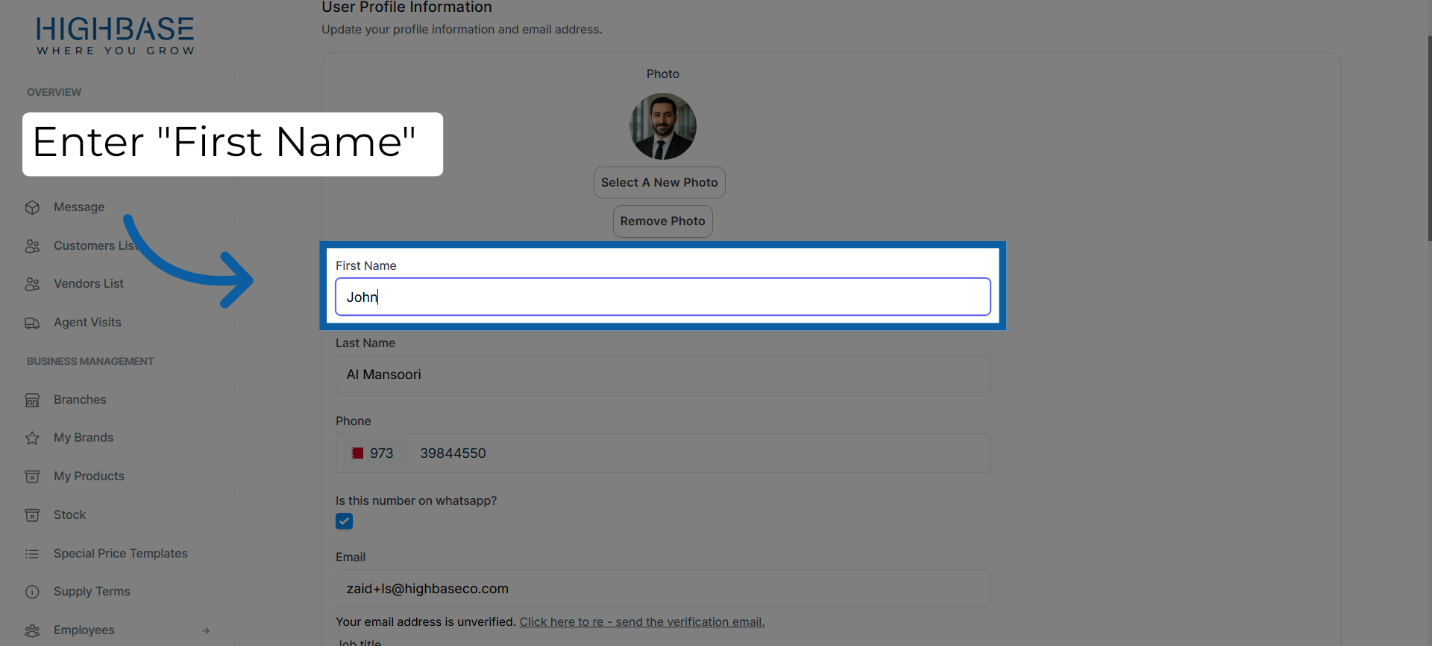 HIGHBASE
WHERE YOU GROW
OVERVIEW
Enter "First Name"
Message
Customers List
Vendors List
Agent Visits
BUSINESS MANAGEMENT
Branches
My Brands
My Products
Stock
Special Price Templates
Supply Terms
Employees
User Profile Information
Update your profile information and email address.
Photo
Select A New Photo
Remove Photo
First Name
John
Last Name
Al Mansoori
Phone
973 39844550
Is this number on whatsapp?
Email
zaid+ls@highbaseco.com
Your email address is unverified. Click here to re - send the verification email.
Job title